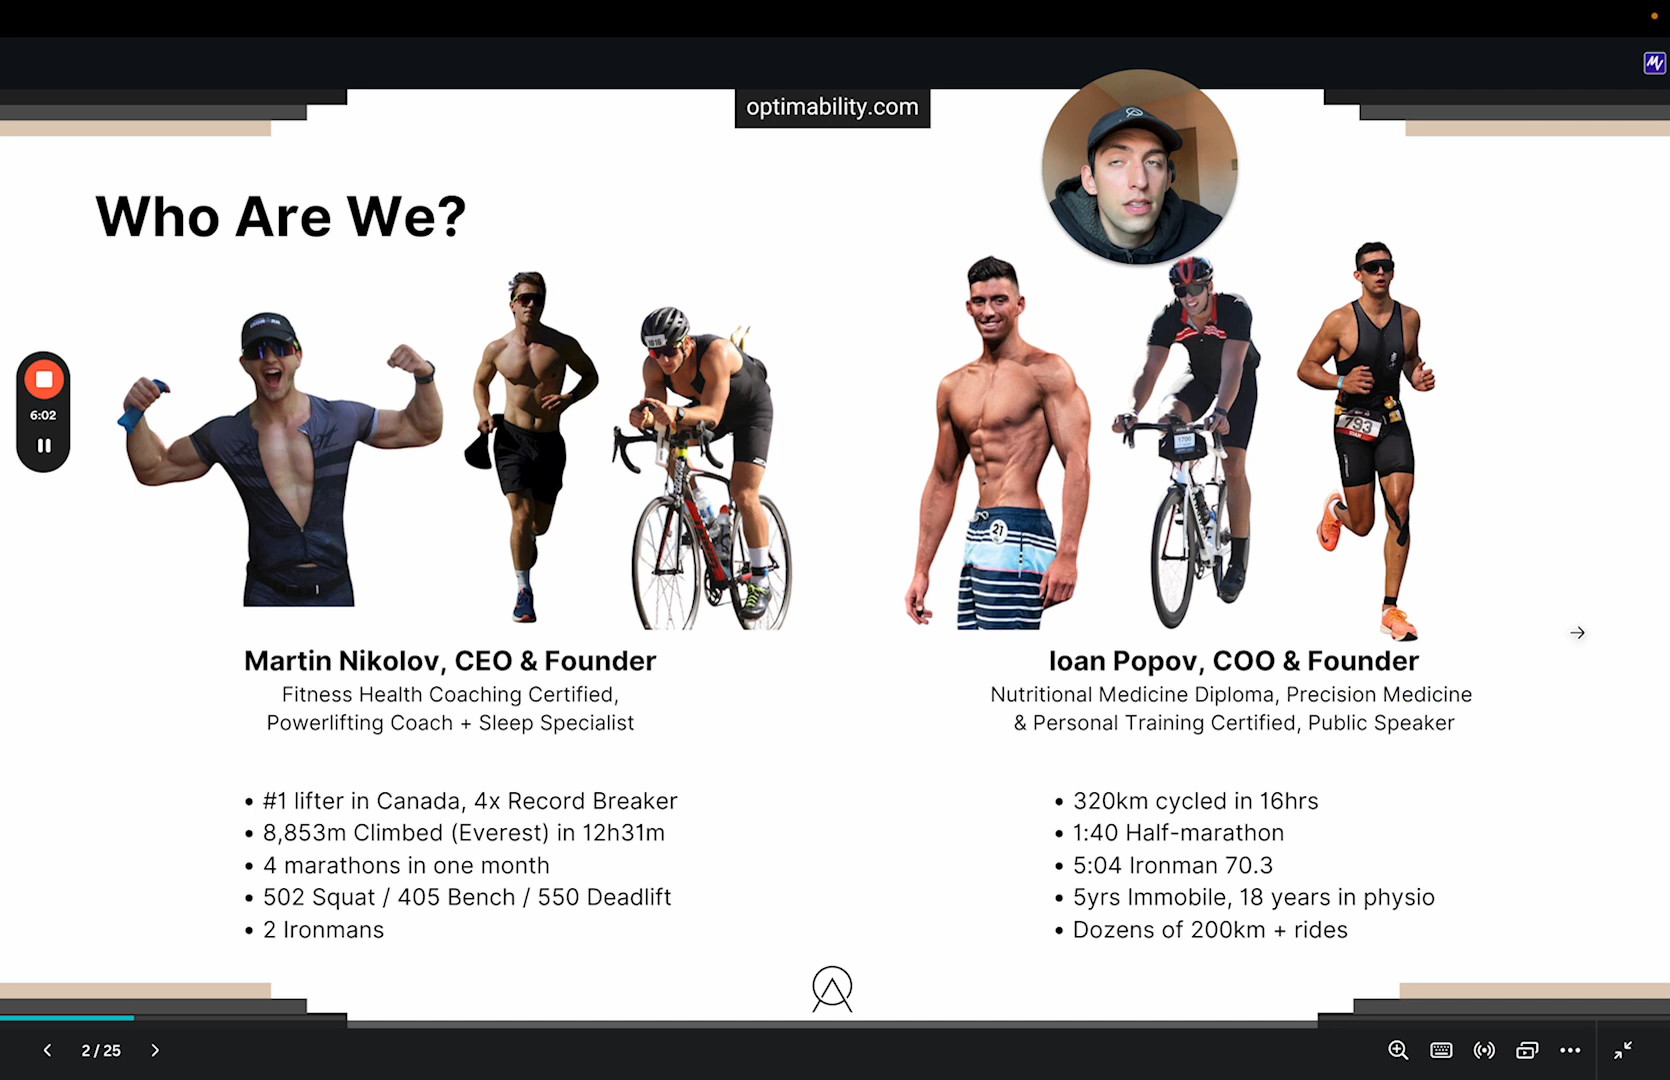 optimability.com
Who Are We?
6:02
1016
21
1700
793
Martin Nikolov, CEO & Founder
Fitness Health Coaching Certified,
Powerlifting Coach + Sleep Specialist
• #1 lifter in Canada, 4x Record Breaker
• 8,853m Climbed (Everest) in 12h31m
• 4 marathons in one month
• 502 Squat / 405 Bench / 550 Deadlift
• 2 Ironmans
Ioan Popov, COO & Founder
Nutritional Medicine Diploma, Precision Medicine
& Personal Training Certified, Public Speaker
• 320km cycled in 16hrs
• 1:40 Half-marathon
• 5:04 Ironman 70.3
• 5yrs Immobile, 18 years in physio
• Dozens of 200km + rides
2 / 25